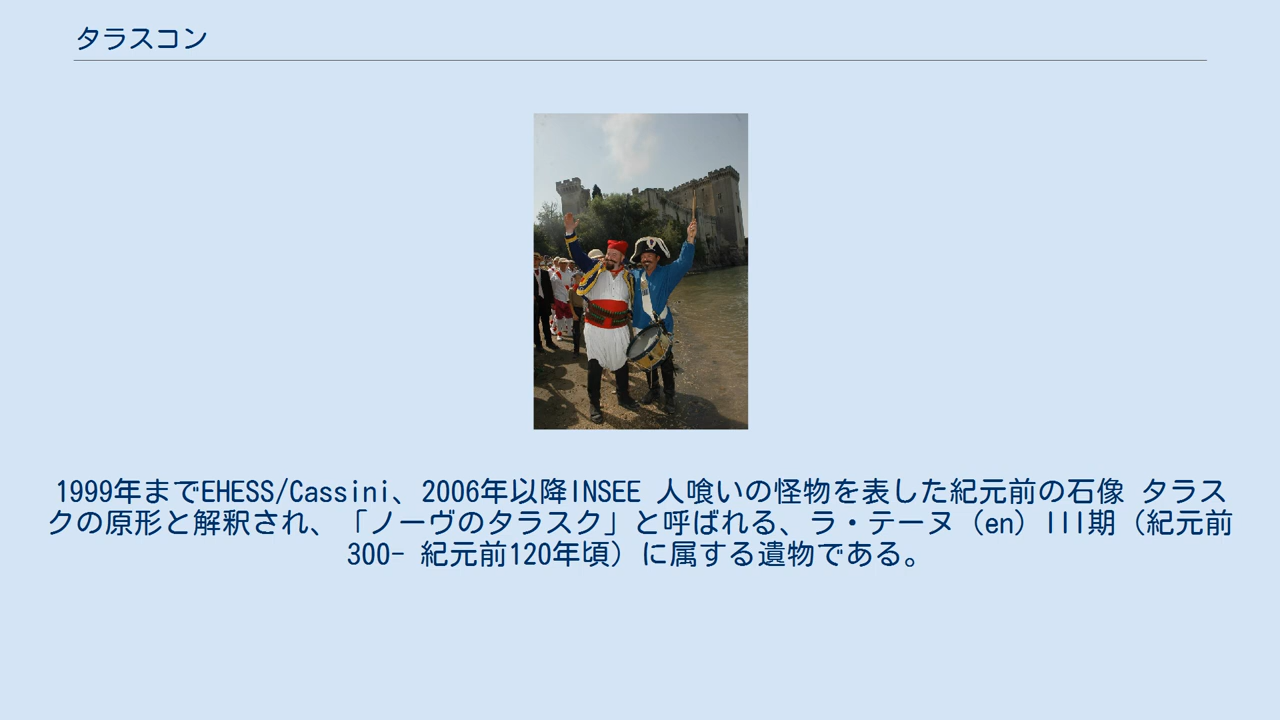 タラスコン
1999年までEHESS/Cassini、2006年以降INSEE 人喰いの怪物を表した紀元前の石像 タラス
クの原形と解釈され、「ノーヴのタラスク」と呼ばれる、ラ・テーヌ（en）III期（紀元前
300- 紀元前120年頃）に属する遺物である。